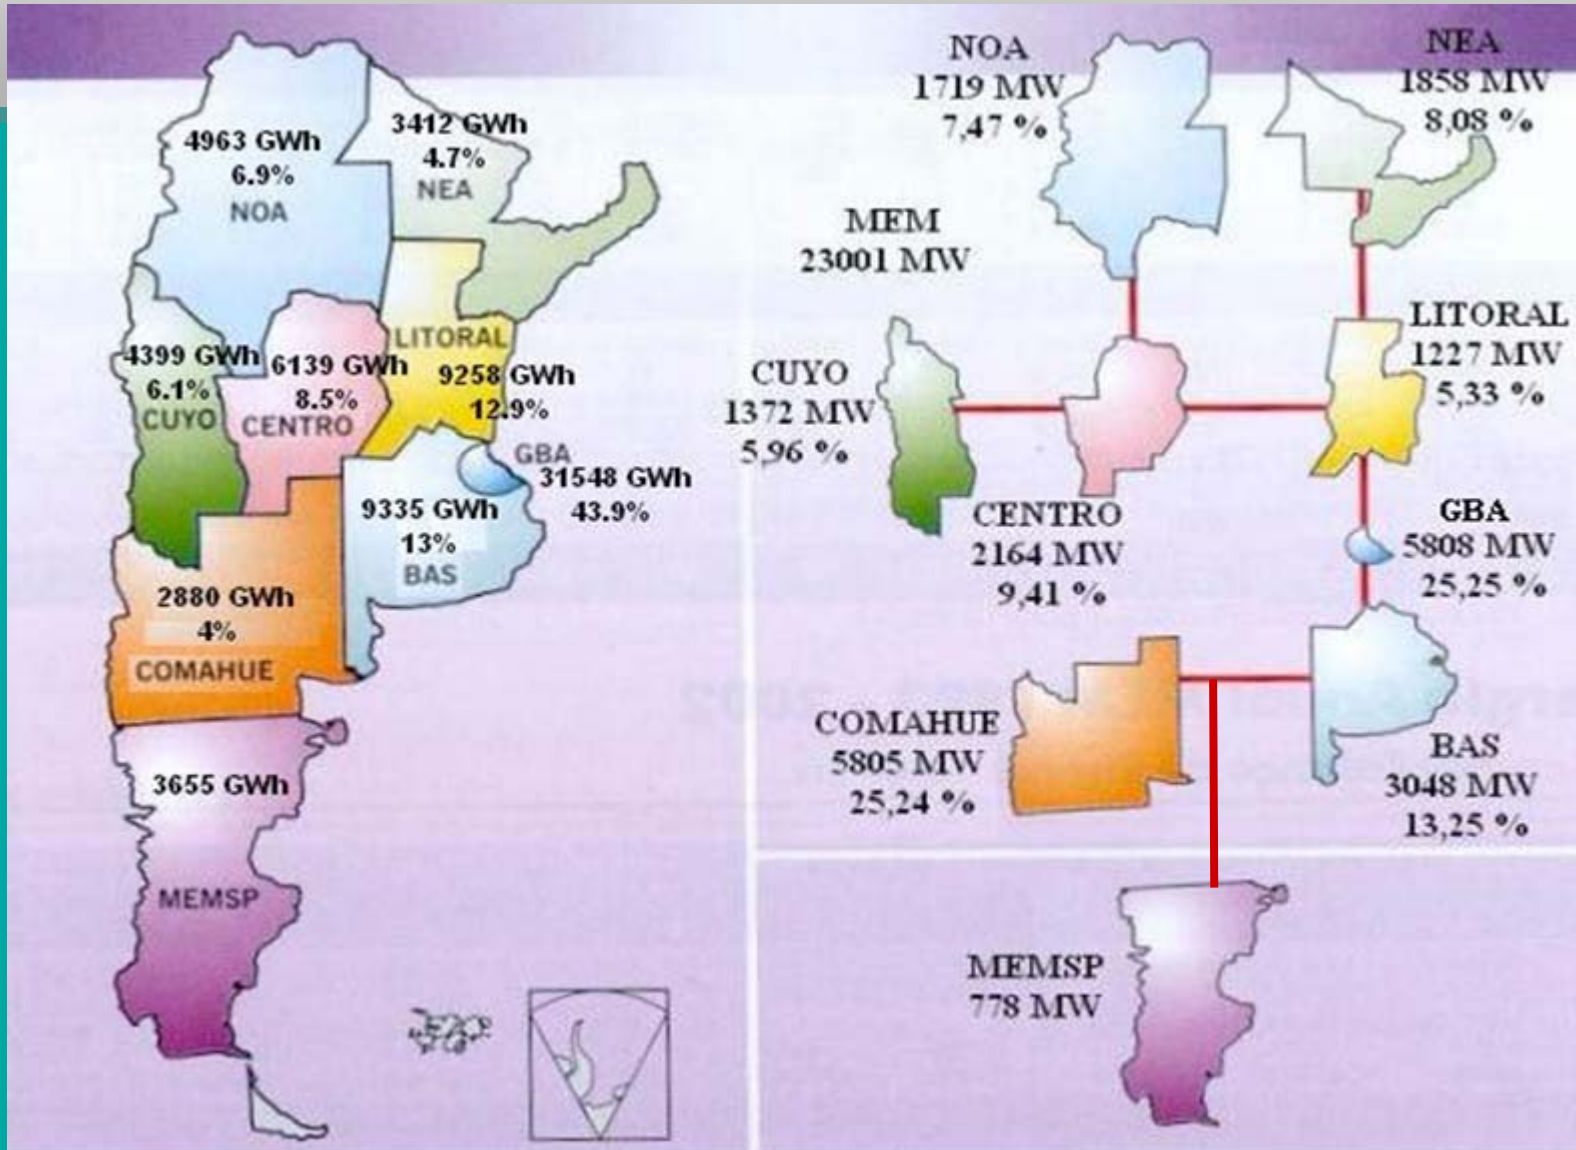 4963 GWh
6.9%
NOA
3412 GWh
4.7%
NEA
4399 GWh
6.1%
CUYO
6139 GWh
8.5%
CENTRO
LITORAL
9258 GWh
12.9%
GBA
31548 GWh
43.9%
9335 GWh
13%
BAS
2880 GWh
4%
COMAHUE
3655 GWh
MEMSP
NOA
1719 MW
7,47 %
NEA
1858 MW
8,08 %
MEM
23001 MW
CUYO
1372 MW
5,96 %
LITORAL
1227 MW
5,33 %
CENTRO
2164 MW
9,41 %
GBA
5808 MW
25,25 %
COMAHUE
5805 MW
25,24 %
BAS
3048 MW
13,25 %
MEMSP
778 MW